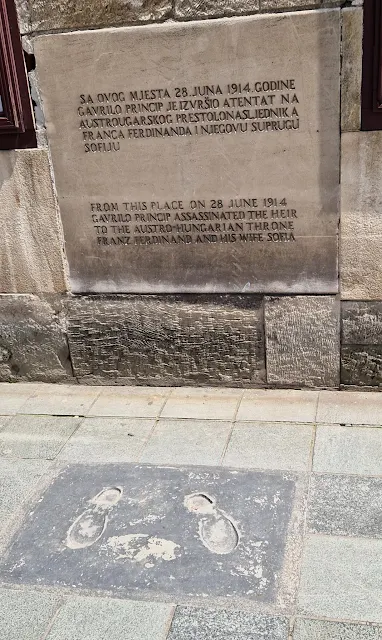 SA OVOG MJESTA 28. JUNA 1914. GODINE
GAVRILO PRINCIP JE IZVRŠIO ATENTAT NA
AUSTROUGARSKOG PRESTOLONASLJEDNIKA
FRANCA FERDINANDA I NJEGOVU SUPRUGU
SOFIJU
FROM THIS PLACE ON 28 JUNE 1914
GAVRILO PRINCIP ASSASSINATED THE HEIR
TO THE AUSTRO-HUNGARIAN THRONE
FRANZ FERDINAND AND HIS WIFE SOFIA